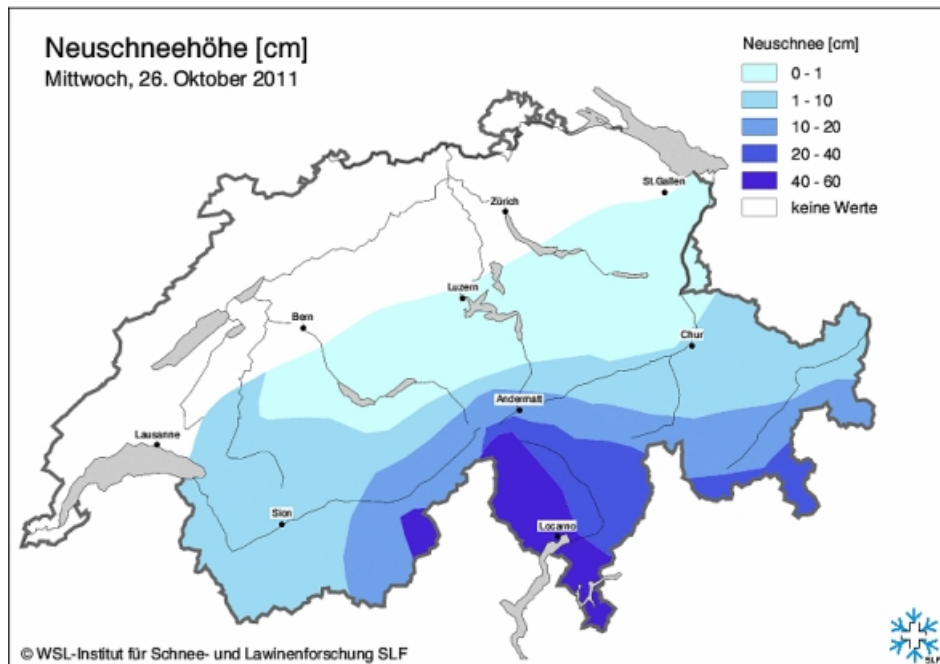 Neuschneehöhe [cm]
Mittwoch, 26. Oktober 2011
Neuschnee [cm]
0 - 1
1 - 10
10 - 20
20 - 40
40 - 60
keine Werte
St.Gallen
Zürich
Luzern
Bern
Chur
Andermatt
Lausanne
Sion
Locarno
© WSL-Institut für Schnee- und Lawinenforschung SLF
SLF